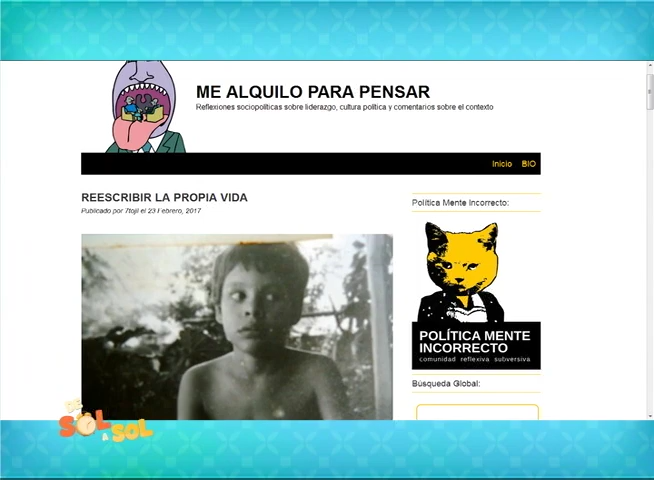 ME ALQUILO PARA PENSAR
Reflexiones sociopolíticas sobre liderazgo, cultura política y comentarios sobre el contexto
Inicio BIO
REESCRIBIR LA PROPIA VIDA
Publicado por 7tojil el 23 Febrero, 2017
Política Mente Incorrecto:
POLÍTICA MENTE
INCORRECTO
comunidad reflexiva subversiva
Búsqueda Global:
DE
SOL
A SOL